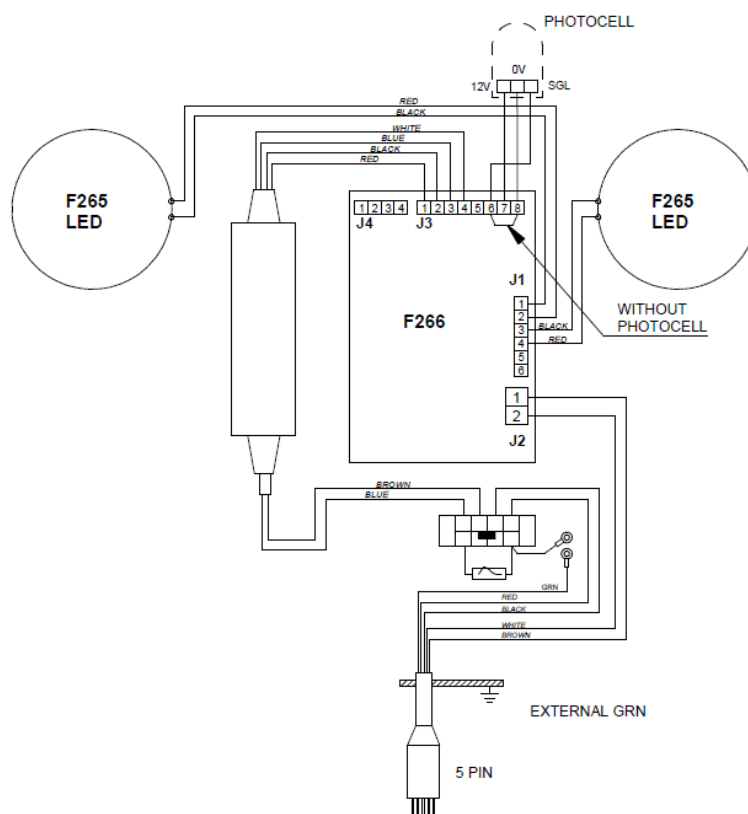 PHOTOCELL
0V
12V
SGL
RED
BLACK
WHITE
BLUE
BLACK
RED
F265
LED
F265
LED
1 2 3 4
J4
1 2 3 4 5 6 7 8
J3
J1
1
2
3
4
5
6
BLACK
RED
WITHOUT
PHOTOCELL
F266
1
2
J2
BROWN
BLUE
GRN
RED
BLACK
WHITE
BROWN
EXTERNAL GRN
5 PIN